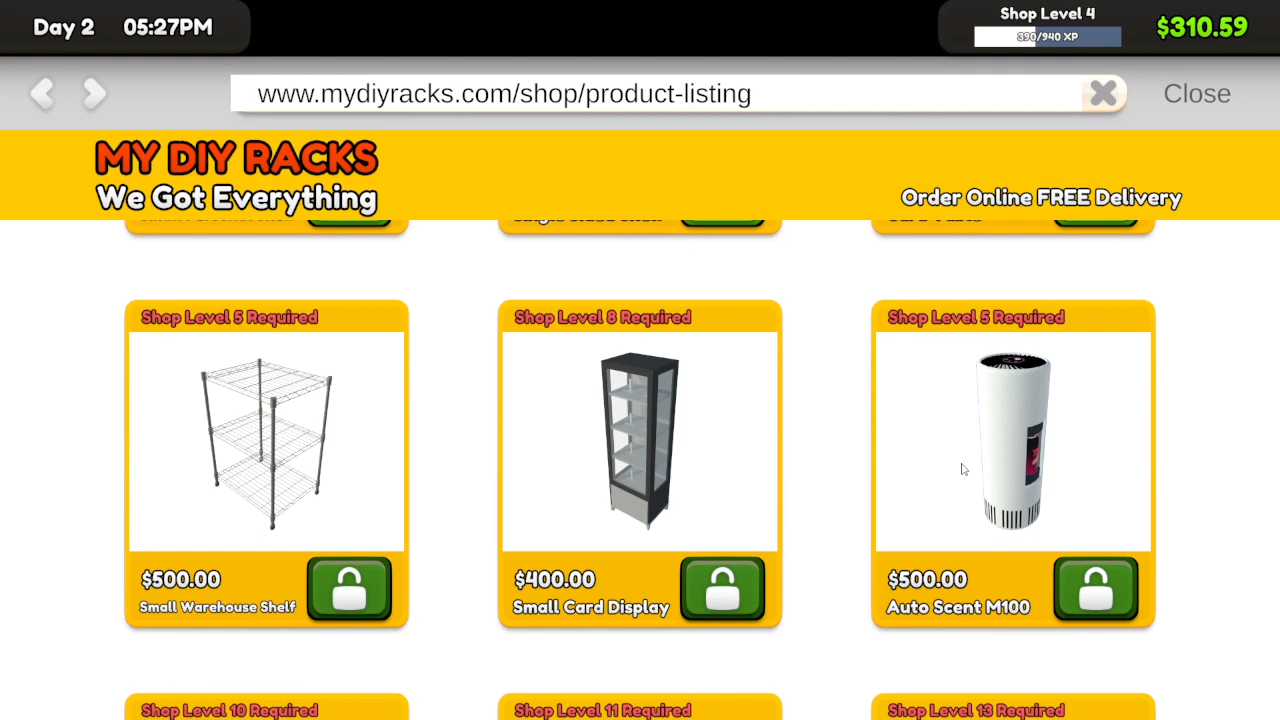 Day 2 05:27PM
Shop Level 4
390/940 XP
$310.59
www.mydiyracks.com/shop/product-listing
Close
MY DIY RACKS
We Got Everything
Order Online FREE Delivery
Shop Level 5 Required
Shop Level 8 Required
Shop Level 5 Required
$500.00
Small Warehouse Shelf
$400.00
Small Card Display
$500.00
Auto Scent M100
Shop Level 10 Required
Shop Level 11 Required
Shop Level 13 Required